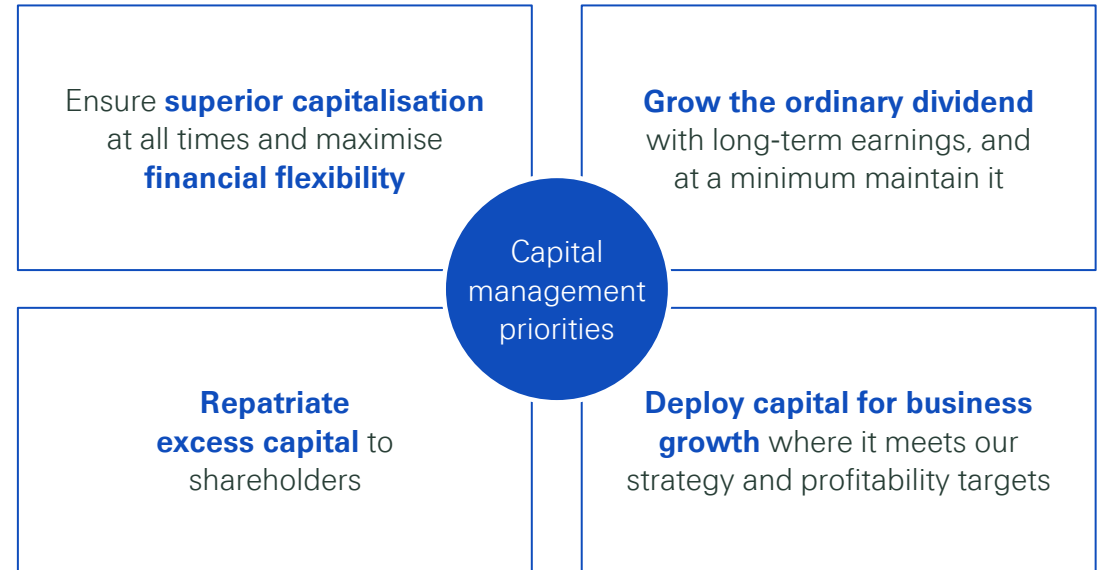 Ensure superior capitalisation
at all times and maximise
financial flexibility
Grow the ordinary dividend
with long-term earnings, and
at a minimum maintain it
Capital
management
priorities
Repatriate
excess capital to
shareholders
Deploy capital for business
growth where it meets our
strategy and profitability targets